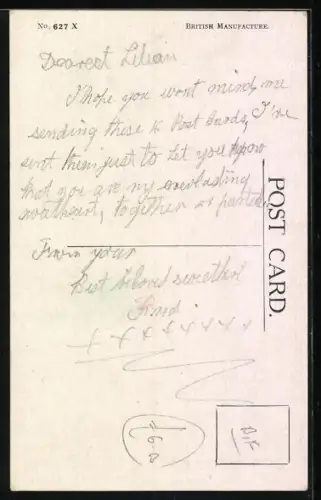 No. 627 X
BRITISH MANUFACTURE.
Dearest Lilian
I hope you wont mind me
sending these 16 Post Cards, I've
sent them just to let you know
that you are my everlasting
sweetheart, together or parted.
From your
Best beloved sweetheart
Fred.
x x x x x x x x
POST CARD.